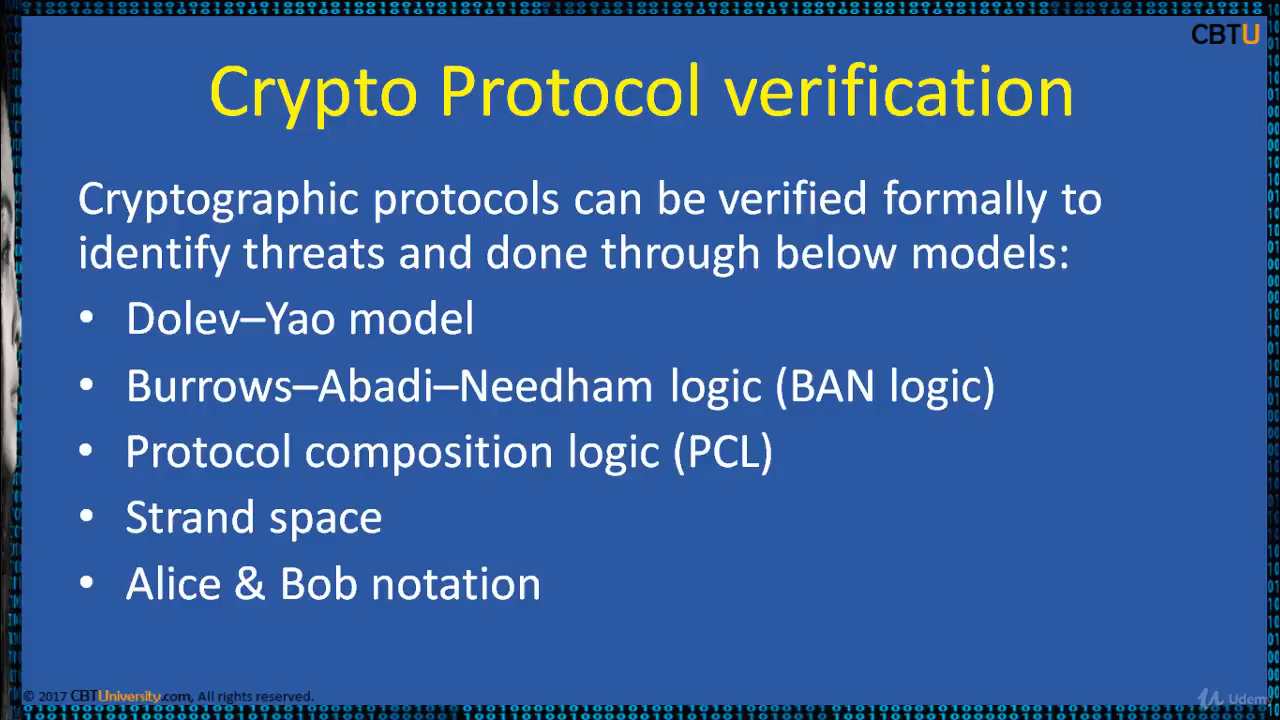 CBTU
Crypto Protocol verification
Cryptographic protocols can be verified formally to
identify threats and done through below models:
• Dolev–Yao model
• Burrows–Abadi–Needham logic (BAN logic)
• Protocol composition logic (PCL)
• Strand space
• Alice & Bob notation
© 2017 CBTUniversity.com, All rights reserved.
Udemy